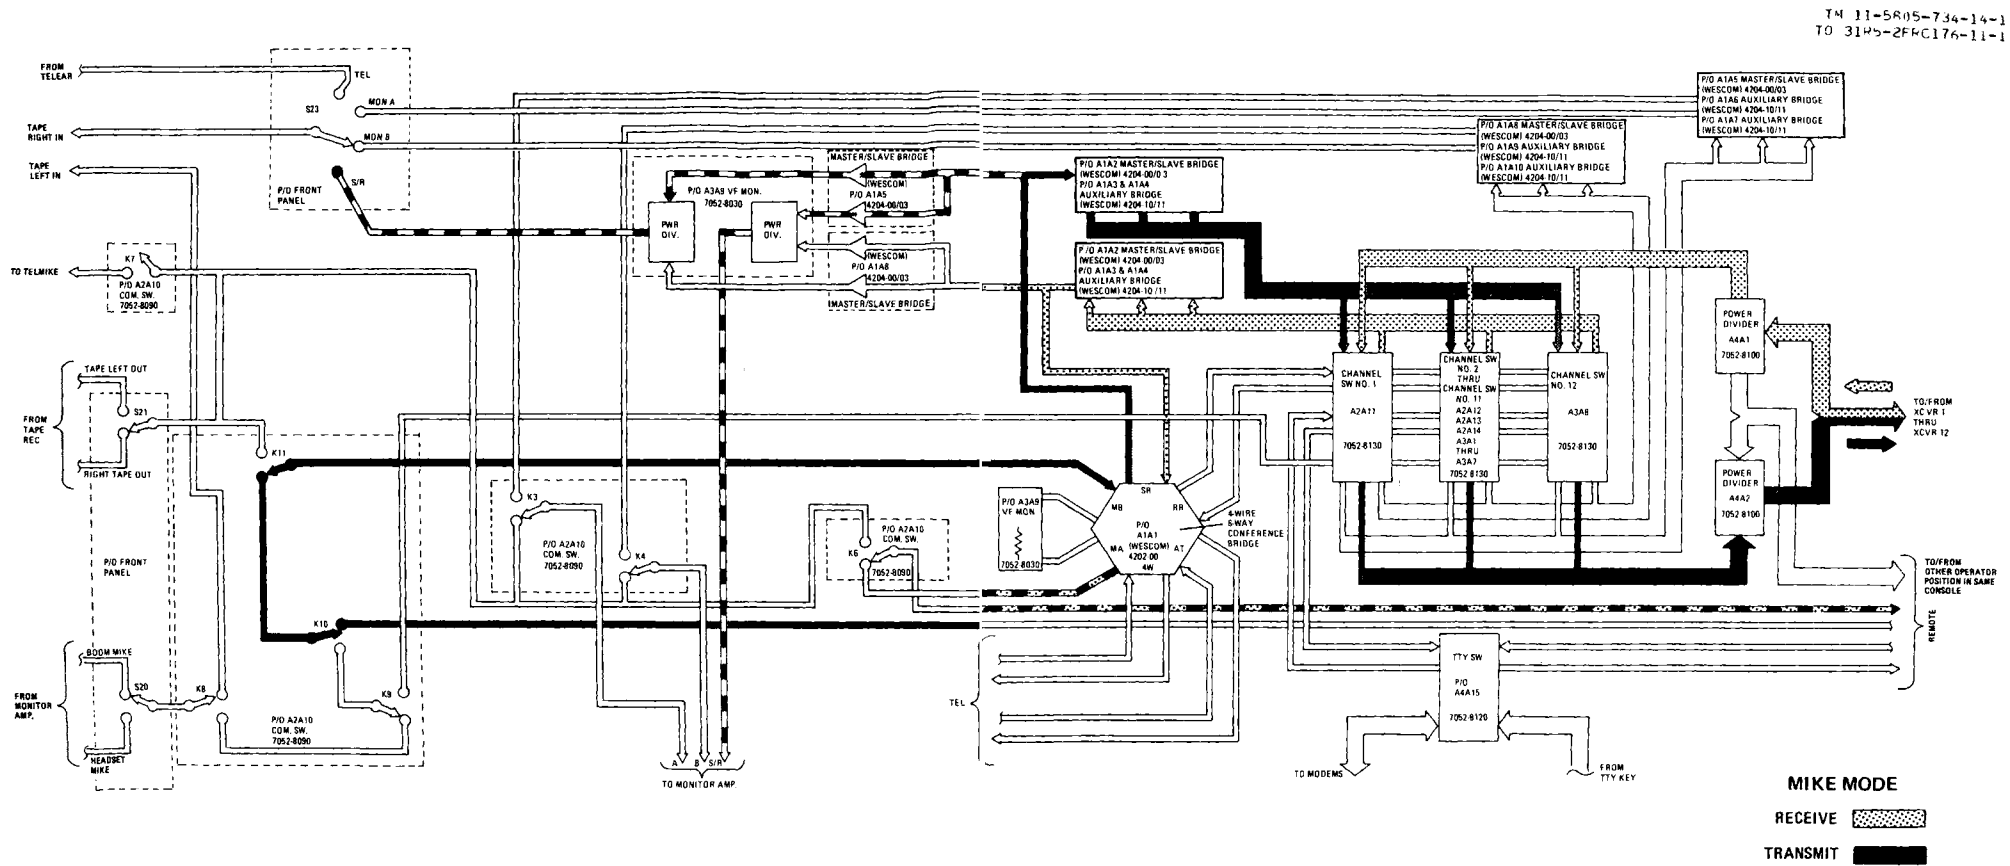 TM 11-5805-734-14-1
TO 31R5-2FRC176-11-1
FROM
TELEAR
TEL
S23
MON A
TAPE
RIGHT IN
MON B
TAPE
LEFT IN
S/R
P/O FRONT
PANEL
MASTER/SLAVE BRIDGE
(WESCOM)
P/O A1A5
4204-00/03
P/O A3A9 VF MON.
7052-8030
PWR
DIV.
PWR
DIV.
(WESCOM)
P/O A1A8
4204-00/03
MASTER/SLAVE BRIDGE
P/O A1A5 MASTER/SLAVE BRIDGE
(WESCOM) 4204-00/03
P/O A1A6 AUXILIARY BRIDGE
(WESCOM) 4204-10/11
P/O A1A7 AUXILIARY BRIDGE
(WESCOM) 4204-10/11
P/O A1A8 MASTER/SLAVE BRIDGE
(WESCOM) 4204-00/03
P/O A1A9 AUXILIARY BRIDGE
(WESCOM) 4204-10/11
P/O A1A10 AUXILIARY BRIDGE
(WESCOM) 4204-10/11
P/O A1A2 MASTER/SLAVE BRIDGE
(WESCOM) 4204-00/03
P/O A1A3 & A1A4
AUXILIARY BRIDGE
(WESCOM) 4204-10/11
P/O A1A2 MASTER/SLAVE BRIDGE
(WESCOM) 4204-00/03
P/O A1A3 & A1A4
AUXILIARY BRIDGE
(WESCOM) 4204-10/11
TO TELMIKE
K7
P/O A2A10
COM. SW.
7052-8090
POWER
DIVIDER
A4A1
7052-8100
CHANNEL
SW NO. 1
A2A11
7052-8130
CHANNEL SW
NO. 2
THRU
CHANNEL SW
NO. 11
A2A12
A2A13
A2A14
A3A1
THRU
A3A7
7052-8130
CHANNEL SW
NO. 12
A3A8
7052-8130
TO/FROM
XCVR 1
THRU
XCVR 12
POWER
DIVIDER
A4A2
7052-8100
FROM
TAPE
REC
TAPE LEFT OUT
S21
RIGHT TAPE OUT
K11
P/O FRONT
PANEL
K3
P/O A2A10
COM. SW.
7052-8090
K4
P/O A2A10
COM. SW.
K6
7052-8090
P/O A3A9
VF MON
7052-8030
SR
MB
RR
P/O
A1A1
(WESCOM)
4202-00
4W
MA
AT
4-WIRE
6-WAY
CONFERENCE
BRIDGE
TO/FROM
OTHER OPERATOR
POSITION IN SAME
CONSOLE
REMOTE
K10
FROM
MONITOR
AMP.
BOOM MIKE
S20
K8
HEADSET
MIKE
P/O A2A10
COM. SW.
7052-8090
K9
A
B
S/R
TO MONITOR AMP.
TEL
TTY SW
P/O
A4A15
7052-8120
TO MODEMS
FROM
TTY KEY
MIKE MODE
RECEIVE
TRANSMIT